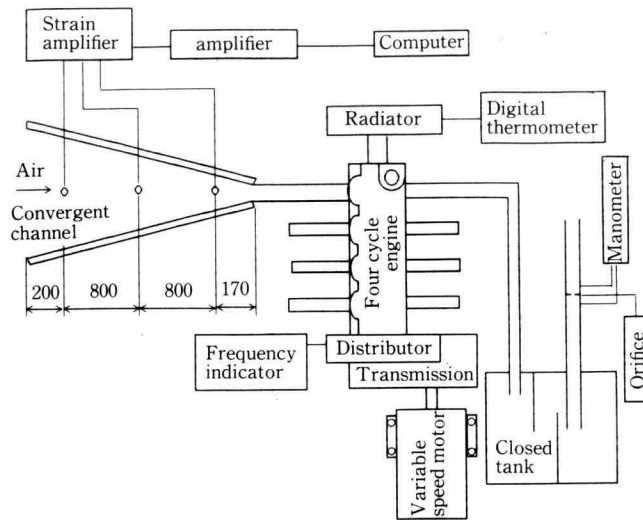 Strain
amplifier
amplifier
Computer
Radiator
Digital
thermometer
Air
Convergent
channel
Four cycle
engine
Manometer
200
800
800
170
Frequency
indicator
Distributor
Transmission
Orifice
Closed
tank
Variable
speed motor